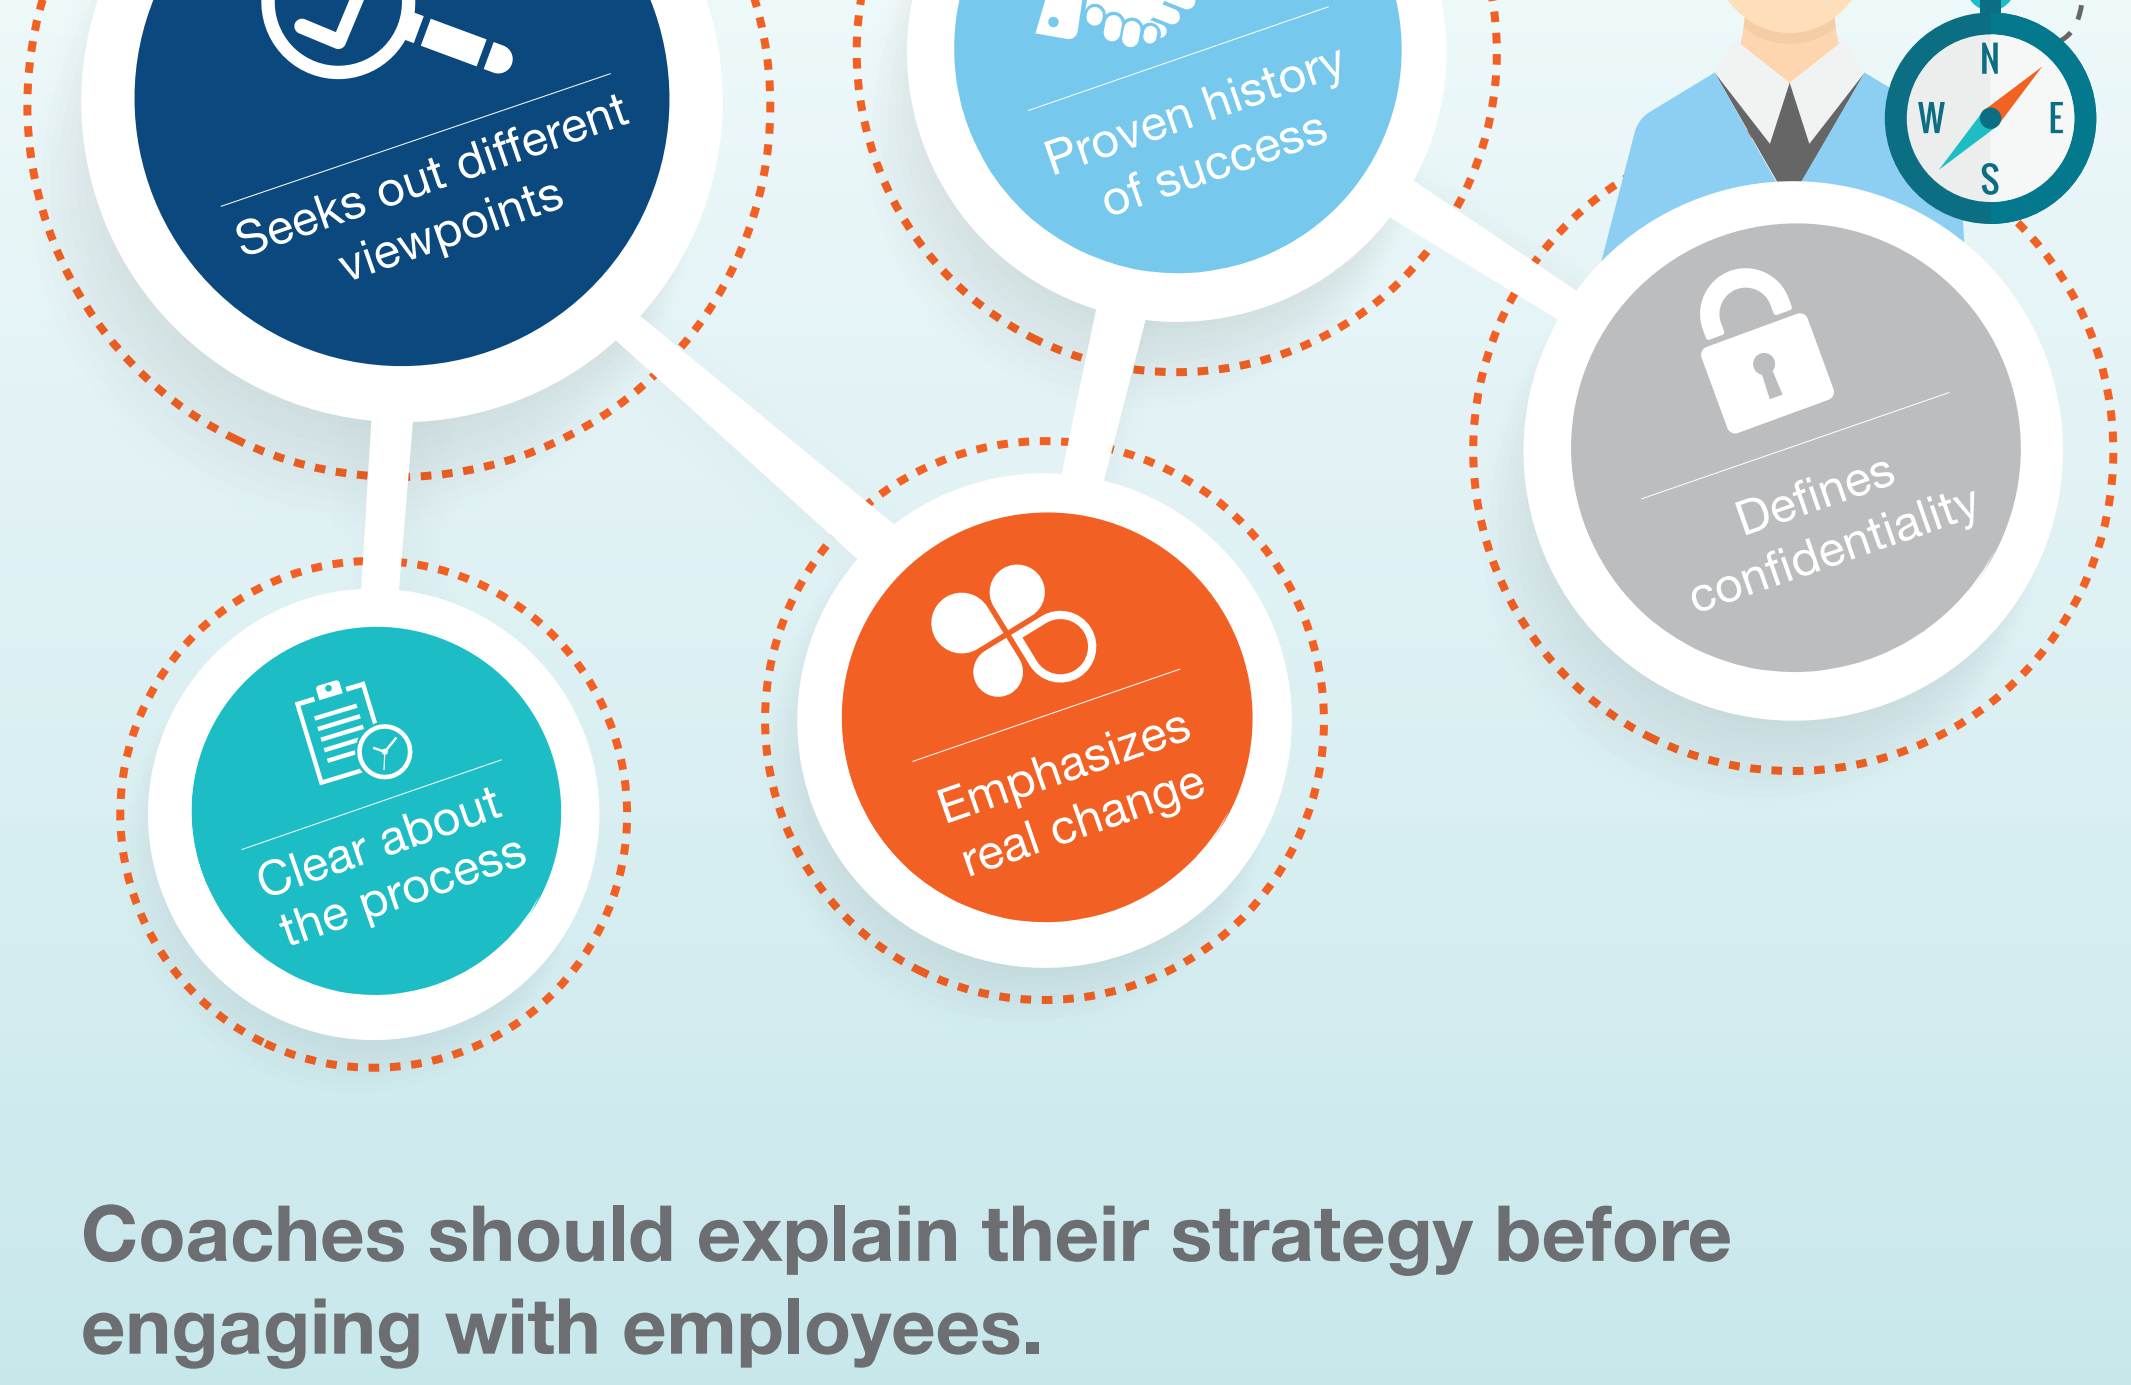 Seeks out different
viewpoints
Proven history
of success
N
W
E
S
Defines
confidentiality
Emphasizes
real change
Clear about
the process
Coaches should explain their strategy before
engaging with employees.